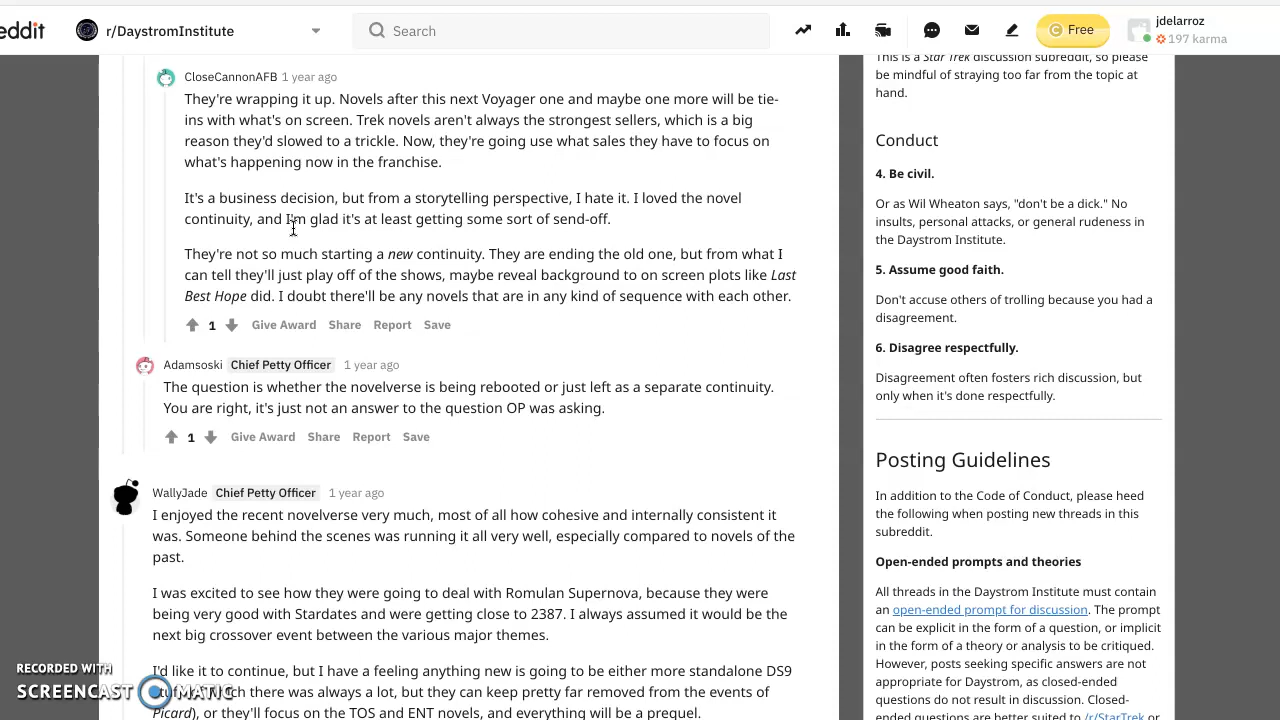 eddit
r/DaystromInstitute
Search
Free
jdelarroz
197 karma
CloseCannonAFB 1 year ago
They're wrapping it up. Novels after this next Voyager one and maybe one more will be tie-
ins with what's on screen. Trek novels aren't always the strongest sellers, which is a big
reason they'd slowed to a trickle. Now, they're going use what sales they have to focus on
what's happening now in the franchise.
It's a business decision, but from a storytelling perspective, I hate it. I loved the novel
continuity, and I'm glad it's at least getting some sort of send-off.
They're not so much starting a new continuity. They are ending the old one, but from what I
can tell they'll just play off of the shows, maybe reveal background to on screen plots like Last
Best Hope did. I doubt there'll be any novels that are in any kind of sequence with each other.
1 Give Award Share Report Save
Adamsoski Chief Petty Officer 1 year ago
The question is whether the novelverse is being rebooted or just left as a separate continuity.
You are right, it's just not an answer to the question OP was asking.
1 Give Award Share Report Save
WallyJade Chief Petty Officer 1 year ago
I enjoyed the recent novelverse very much, most of all how cohesive and internally consistent it
was. Someone behind the scenes was running it all very well, especially compared to novels of the
past.
I was excited to see how they were going to deal with Romulan Supernova, because they were
being very good with Stardates and were getting close to 2387. I always assumed it would be the
next big crossover event between the various major themes.
I'd like it to continue, but I have a feeling anything new is going to be either more standalone DS9
there was always a lot, but they can keep pretty far removed from the events of
Picard), or they'll focus on the TOS and ENT novels, and everything will be a prequel.
This is a Star Trek discussion subreddit, so please
be mindful of straying too far from the topic at
hand.
Conduct
4. Be civil.
Or as Wil Wheaton says, "don't be a dick." No
insults, personal attacks, or general rudeness in
the Daystrom Institute.
5. Assume good faith.
Don't accuse others of trolling because you had a
disagreement.
6. Disagree respectfully.
Disagreement often fosters rich discussion, but
only when it's done respectfully.
Posting Guidelines
In addition to the Code of Conduct, please heed
the following when posting new threads in this
subreddit.
Open-ended prompts and theories
All threads in the Daystrom Institute must contain
an open-ended prompt for discussion. The prompt
can be explicit in the form of a question, or implicit
in the form of a theory or analysis to be critiqued.
However, posts seeking specific answers are not
appropriate for Daystrom, as closed-ended
questions do not result in discussion. Closed-
ended questions are better suited to /r/StarTrek or
RECORDED WITH
SCREENCAST MATIC